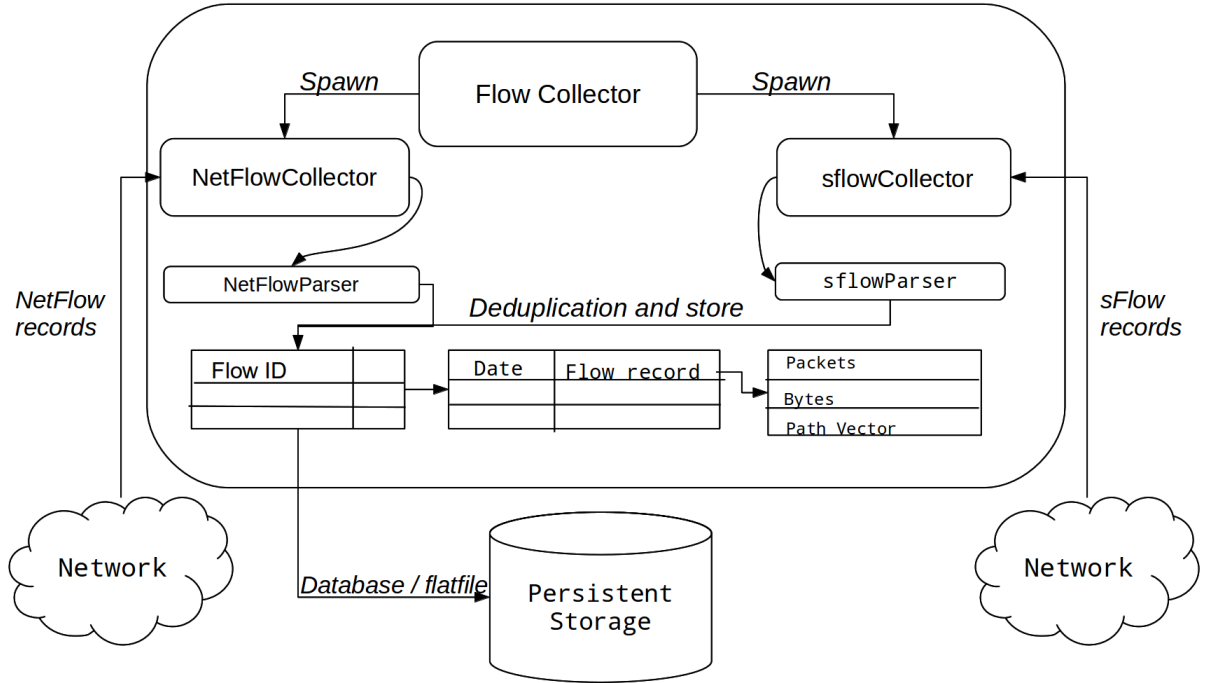 Spawn
Flow Collector
Spawn
NetFlowCollector
sflowCollector
NetFlowParser
sflowParser
NetFlow
records
Deduplication and store
sFlow
records
Flow ID
Date
Flow record
Packets
Bytes
Path Vector
Network
Database / flatfile
Persistent
Storage
Network